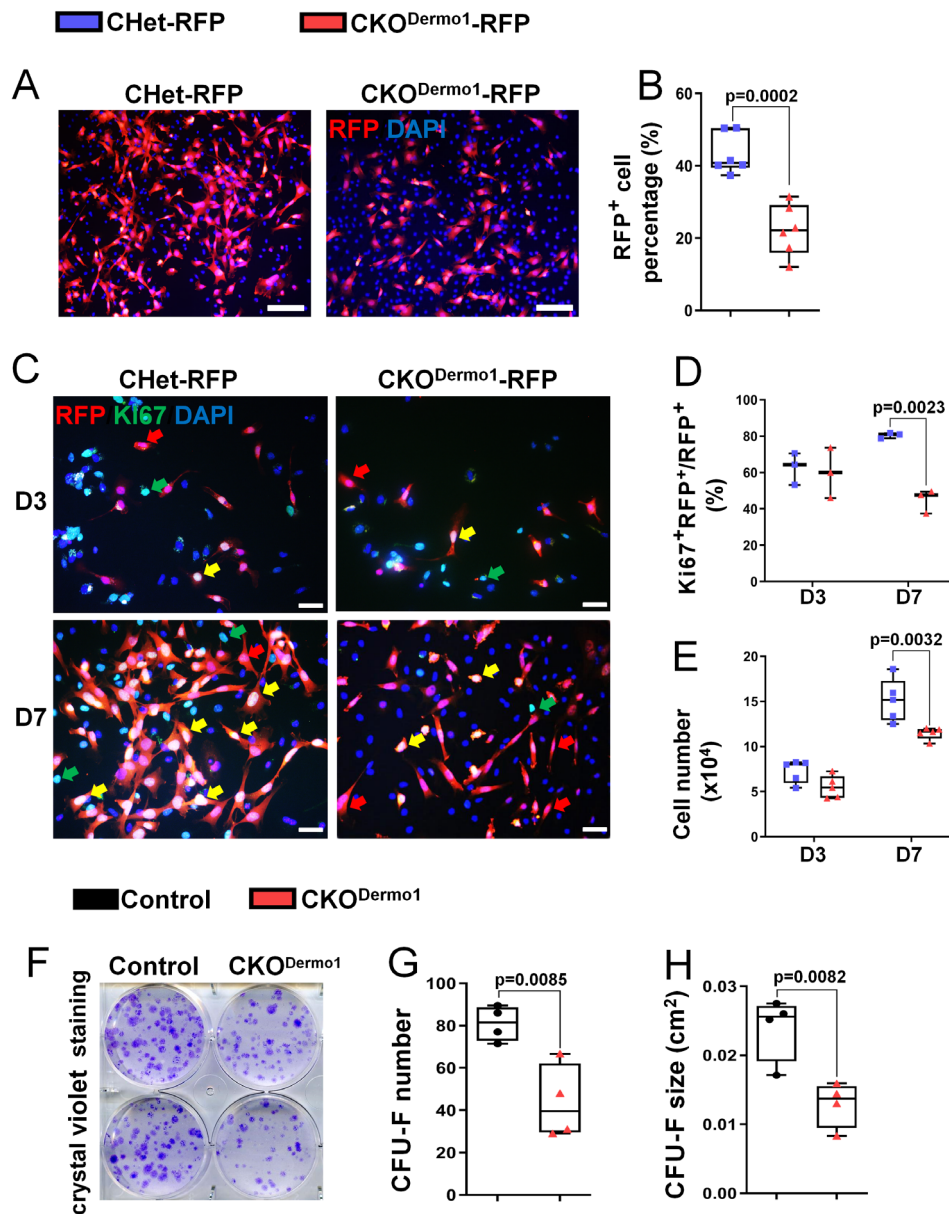 CHet-RFP CKODermo1-RFP
A
CHet-RFP CKODermo1-RFP
RFP DAPI
B
p=0.0002
RFP+ cell
percentage (%)
60
40
20
0
C
CHet-RFP CKODermo1-RFP
RFP Ki67 DAPI
D3
D7
D
p=0.0023
Ki67+RFP+/RFP+
(%)
100
80
60
40
20
0
D3 D7
E
p=0.0032
Cell number
(x10⁴)
20
15
10
5
0
D3 D7
Control CKODermo1
F
Control CKODermo1
crystal violet staining
G
p=0.0085
CFU-F number
100
80
60
40
20
0
H
p=0.0082
CFU-F size (cm²)
0.03
0.02
0.01
0.00